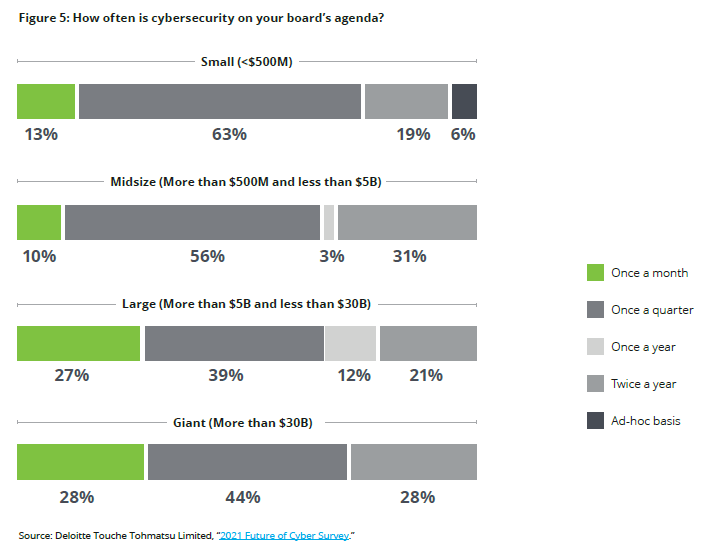 Figure 5: How often is cybersecurity on your board's agenda?
Small (<$500M)
13% 63% 19% 6%
Midsize (More than $500M and less than $5B)
10% 56% 3% 31%
Large (More than $5B and less than $30B)
27% 39% 12% 21%
Giant (More than $30B)
28% 44% 28%
Once a month
Once a quarter
Once a year
Twice a year
Ad-hoc basis
Source: Deloitte Touche Tohmatsu Limited, “2021 Future of Cyber Survey.”